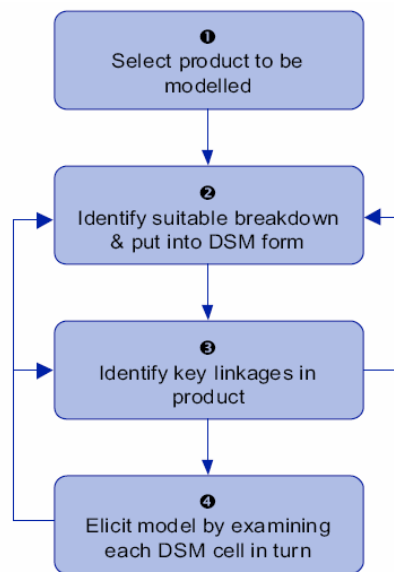 ❶
Select product to be
modelled
❷
Identify suitable breakdown
& put into DSM form
❸
Identify key linkages in
product
❹
Elicit model by examining
each DSM cell in turn